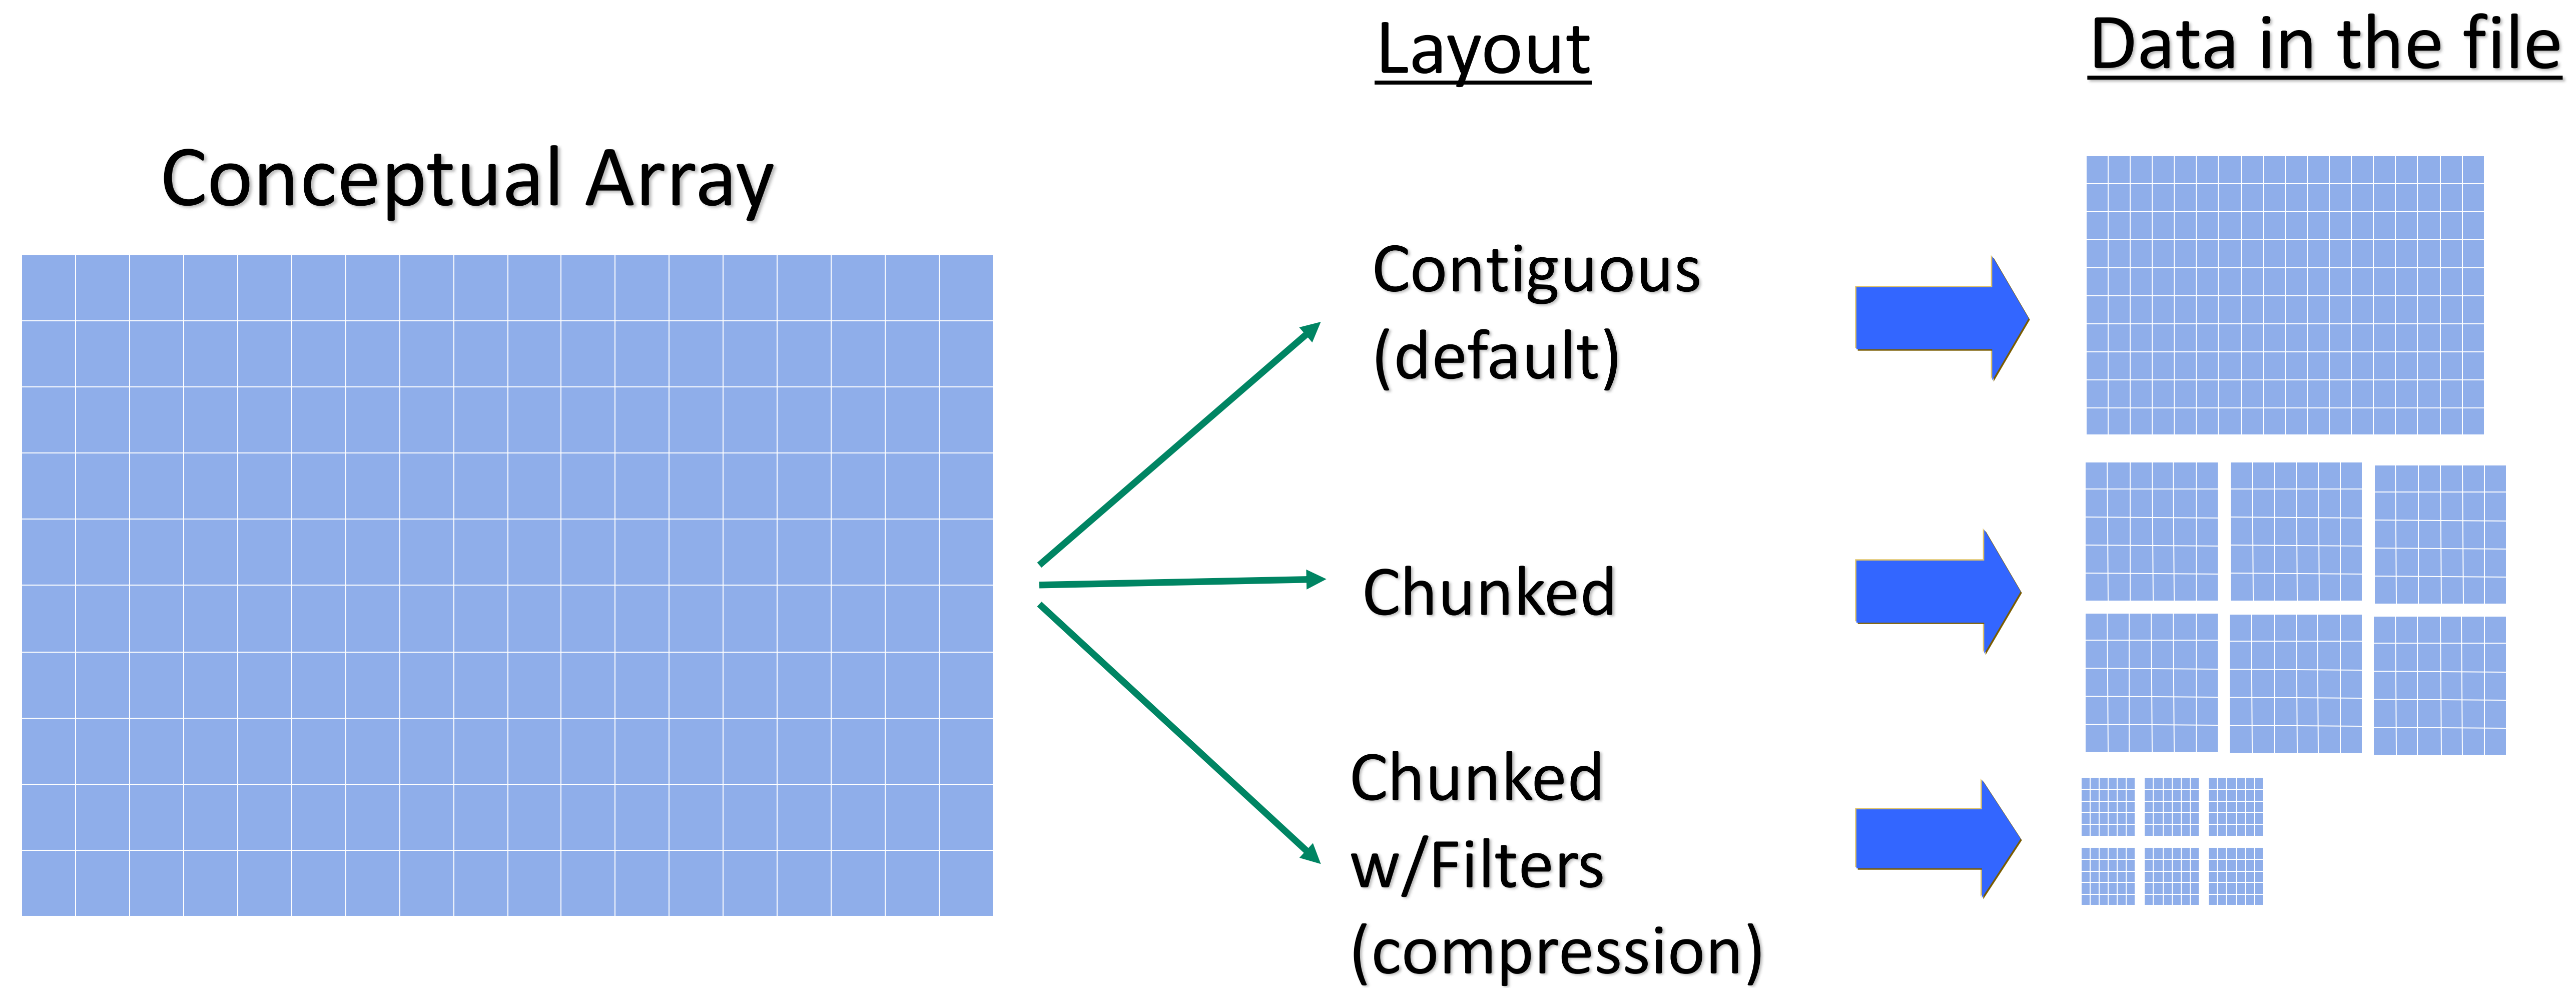 Layout
Data in the file
Conceptual Array
Contiguous
(default)
Chunked
Chunked
w/Filters
(compression)